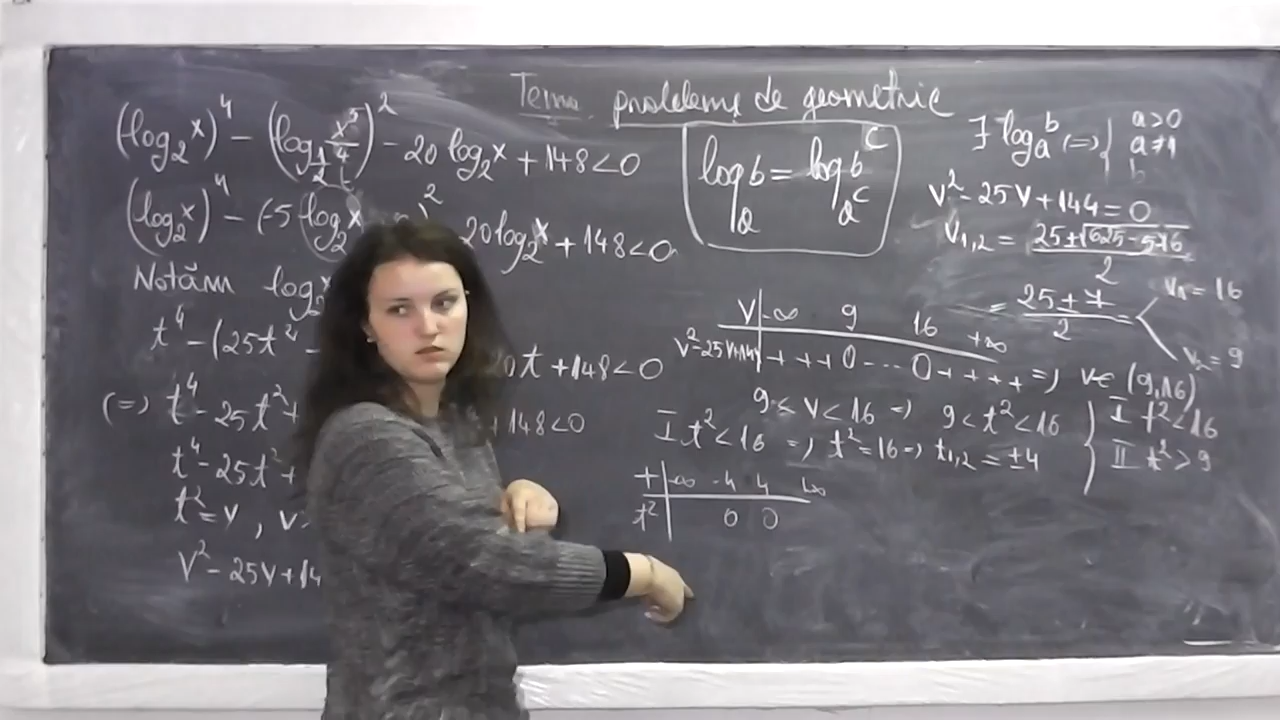 Tema probleme de geometrie
(log₂x)⁴ - (log_{1/2} x⁵/4)² - 20 log₂x + 148 < 0
(log₂x)⁴ - (-5 log₂x
)² 20 log₂x + 148 < 0
Notăm log₂x
t⁴ - (25t²
0t + 148 < 0
(=) t⁴ - 25t² +
+ 148 < 0
t⁴ - 25t² +
t² = v , v
v² - 25v + 14
log_a b = log_{a^c} b^c
∃ log_a b (=) { a>0
a≠1
b
v² - 25v + 144 = 0
v₁,₂ = (25 ± √(625 - 576)) / 2
= (25 ± 7) / 2
v₁ = 16
v₂ = 9
v | -∞ 9 16 +∞
v² - 25v + 144 | + + + 0 - - - 0 + + + + =) v ∈ (9,16)
9 < v < 16 =) 9 < t² < 16
I t² < 16
II t² > 9
I t² < 16 =) t² = 16 =) t₁,₂ = ±4
t | -∞ -4 4 +∞
t² | 0 0